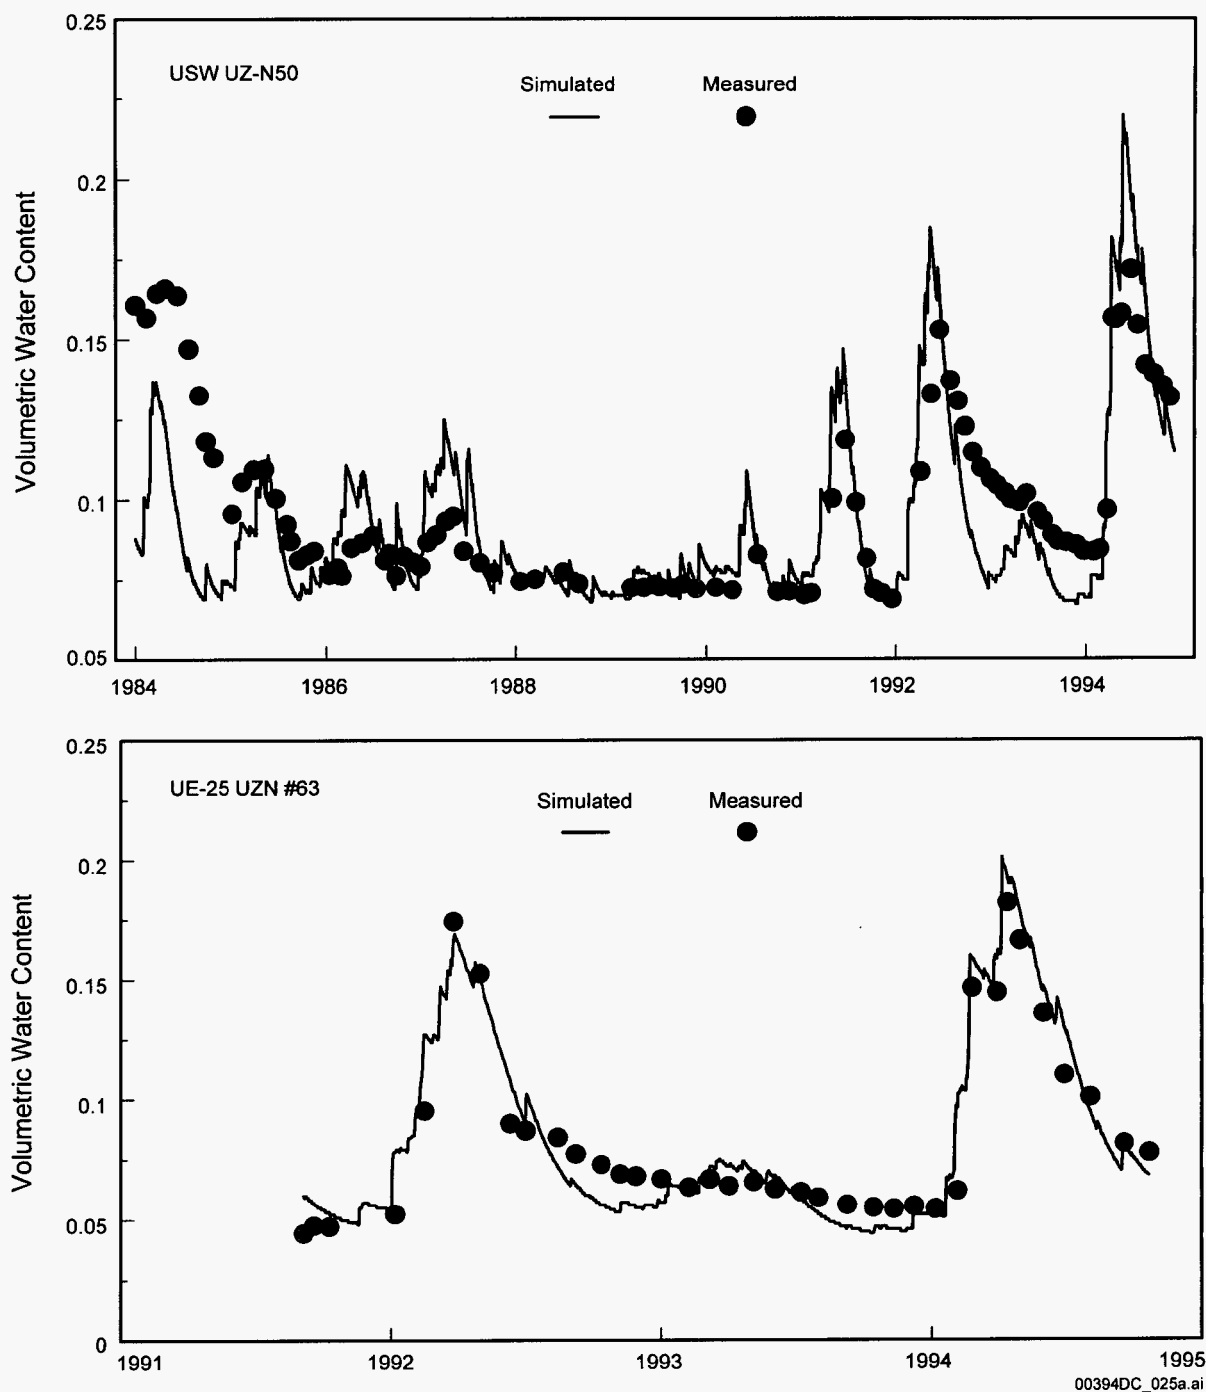 0.25
USW UZ-N50
Simulated Measured
0.2
Volumetric Water Content
0.15
0.1
0.05
1984 1986 1988 1990 1992 1994
0.25
UE-25 UZN #63
Simulated Measured
0.2
Volumetric Water Content
0.15
0.1
0.05
0
1991 1992 1993 1994 1995
00394DC_025a.ai